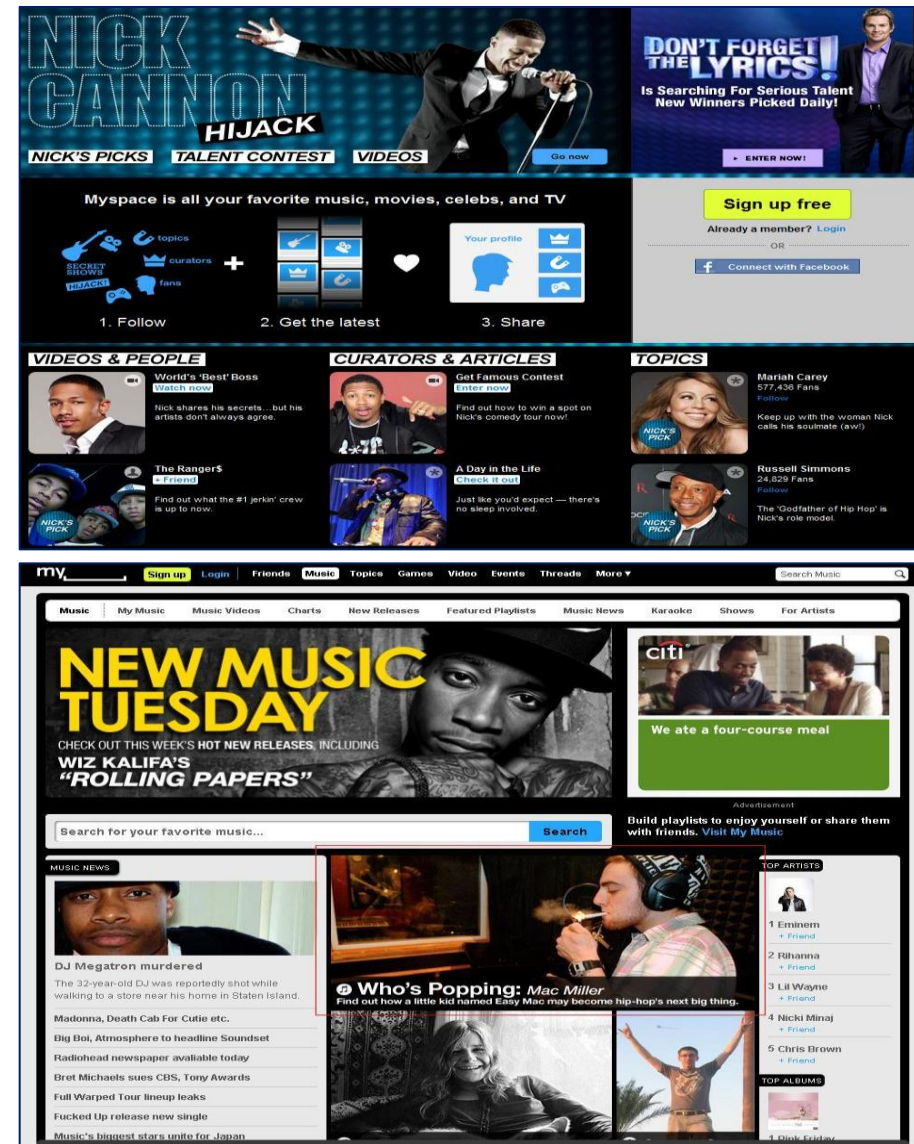 NICK
CANNON
HIJACK
NICK'S PICKS TALENT CONTEST VIDEOS
Go now
DON'T FORGET
THE LYRICS!
Is Searching For Serious Talent
New Winners Picked Daily!
ENTER NOW!
Myspace is all your favorite music, movies, celebs, and TV
SECRET
SHOWS
HIJACK!
topics
curators
fans
+
Your profile
1. Follow
2. Get the latest
3. Share
Sign up free
Already a member? Login
OR
f Connect with Facebook
VIDEOS & PEOPLE
World's 'Best' Boss
Watch now
Nick shares his secrets...but his
artists don't always agree.
NICK'S
PICK
The Ranger$
+ Friend
Find out what the #1 jerkin' crew
is up to now.
CURATORS & ARTICLES
Get Famous Contest
Enter now
Find out how to win a spot on
Nick's comedy tour now!
A Day in the Life
Check it out
Just like you'd expect — there's
no sleep involved.
TOPICS
NICK'S
PICK
Mariah Carey
577,436 Fans
Follow
Keep up with the woman Nick
calls his soulmate (aw!)
NICK'S
PICK
Russell Simmons
24,829 Fans
Follow
The 'Godfather of Hip Hop' is
Nick's role model.
my
Sign up Login Friends Music Topics Games Video Events Threads More ▾
Search Music
Music My Music Music Videos Charts New Releases Featured Playlists Music News Karaoke Shows For Artists
NEW MUSIC
TUESDAY
CHECK OUT THIS WEEK'S HOT NEW RELEASES, INCLUDING
WIZ KALIFA'S
"ROLLING PAPERS"
citi
We ate a four-course meal
Advertisement
Search for your favorite music...
Search
Build playlists to enjoy yourself or share them
with friends. Visit My Music
MUSIC NEWS
DJ Megatron murdered
The 32-year-old DJ was reportedly shot while
walking to a store near his home in Staten Island.
Madonna, Death Cab For Cutie etc.
Big Boi, Atmosphere to headline Soundset
Radiohead newspaper avaliable today
Bret Michaels sues CBS, Tony Awards
Full Warped Tour lineup leaks
Fucked Up release new single
Music's biggest stars unite for Japan
Who's Popping: Mac Miller
Find out how a little kid named Easy Mac may become hip-hop's next big thing.
TOP ARTISTS
1 Eminem
+ Friend
2 Rihanna
+ Friend
3 Lil Wayne
+ Friend
4 Nicki Minaj
+ Friend
5 Chris Brown
+ Friend
TOP ALBUMS
1 Pink Friday